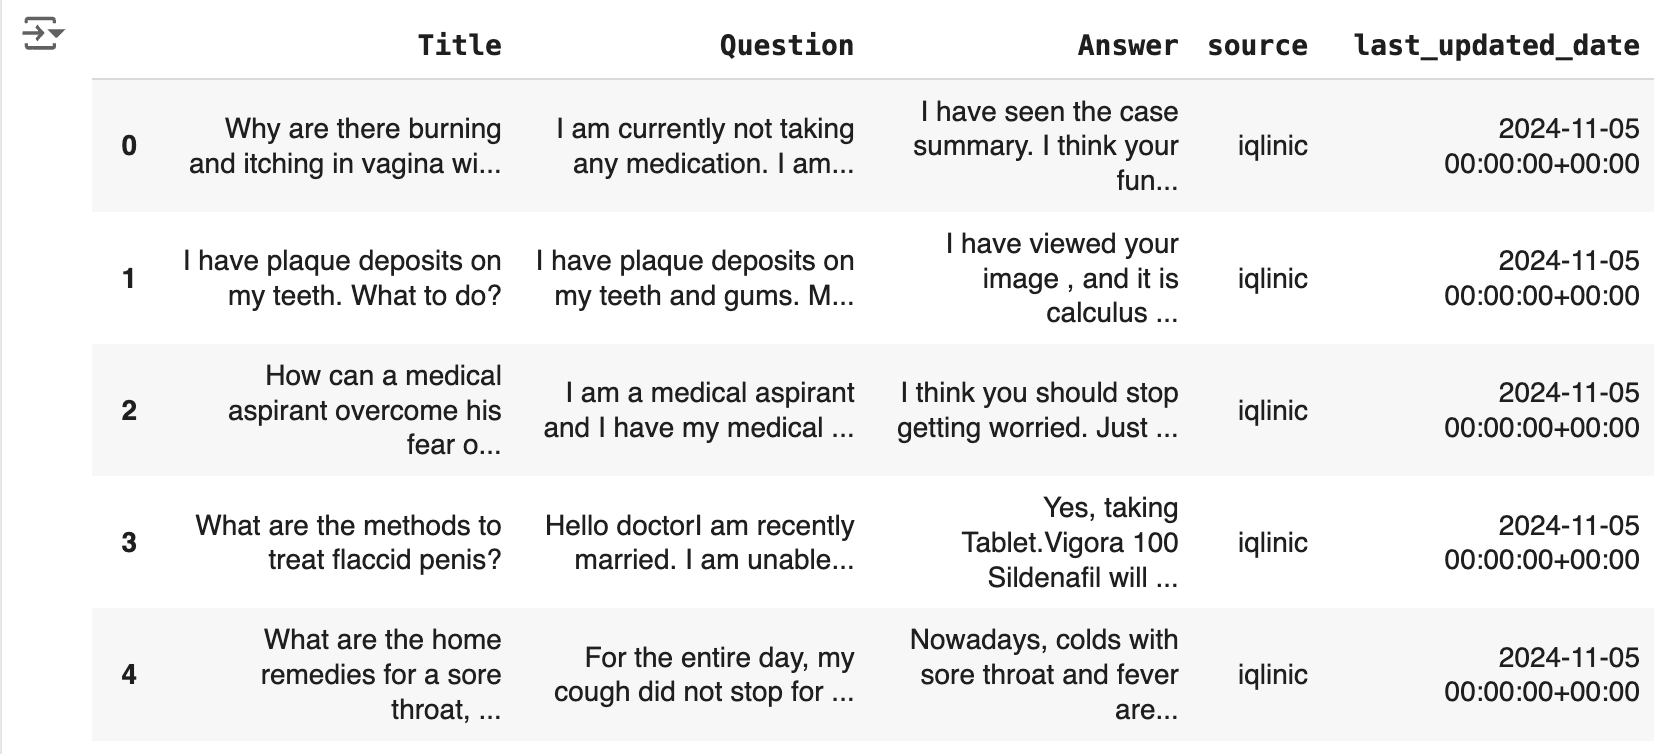 Title Question Answer source last_updated_date
0 Why are there burning and itching in vagina wi... I am currently not taking any medication. I am... I have seen the case summary. I think your fun... iqlinic 2024-11-05 00:00:00+00:00
1 I have plaque deposits on my teeth. What to do? I have plaque deposits on my teeth and gums. M... I have viewed your image , and it is calculus ... iqlinic 2024-11-05 00:00:00+00:00
2 How can a medical aspirant overcome his fear o... I am a medical aspirant and I have my medical ... I think you should stop getting worried. Just ... iqlinic 2024-11-05 00:00:00+00:00
3 What are the methods to treat flaccid penis? Hello doctorI am recently married. I am unable... Yes, taking Tablet.Vigora 100 Sildenafil will ... iqlinic 2024-11-05 00:00:00+00:00
4 What are the home remedies for a sore throat, ... For the entire day, my cough did not stop for ... Nowadays, colds with sore throat and fever are... iqlinic 2024-11-05 00:00:00+00:00